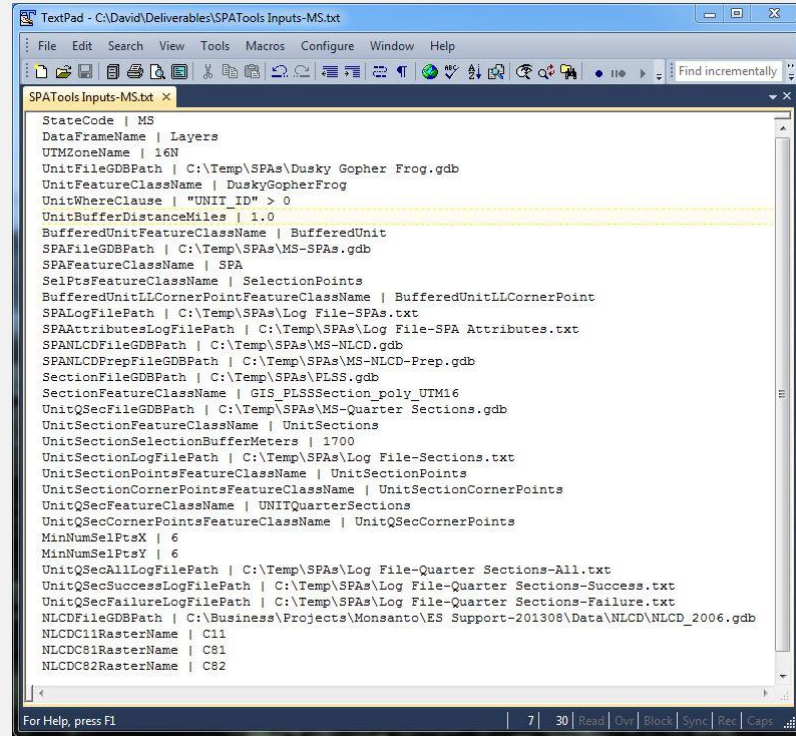 TextPad - C:\David\Deliverables\SPATools Inputs-MS.txt
File Edit Search View Tools Macros Configure Window Help
Find incrementally
SPATools Inputs-MS.txt
StateCode | MS
DataFrameName | Layers
UTMZoneName | 16N
UnitFileGDBPath | C:\Temp\SPAs\Dusky Gopher Frog.gdb
UnitFeatureClassName | DuskyGopherFrog
UnitWhereClause | "UNIT_ID" > 0
UnitBufferDistanceMiles | 1.0
BufferedUnitFeatureClassName | BufferedUnit
SPAFileGDBPath | C:\Temp\SPAs\MS-SPAs.gdb
SPAFeatureClassName | SPA
SelPtsFeatureClassName | SelectionPoints
BufferedUnitLLCornerPointFeatureClassName | BufferedUnitLLCornerPoint
SPALogFilePath | C:\Temp\SPAs\Log File-SPAs.txt
SPAAttributesLogFilePath | C:\Temp\SPAs\Log File-SPA Attributes.txt
SPANLCDFileGDBPath | C:\Temp\SPAs\MS-NLCD.gdb
SPANLCDPrepFileGDBPath | C:\Temp\SPAs\MS-NLCD-Prep.gdb
SectionFileGDBPath | C:\Temp\SPAs\PLSS.gdb
SectionFeatureClassName | GIS_PLSSSection_poly_UTM16
UnitQSecFileGDBPath | C:\Temp\SPAs\MS-Quarter Sections.gdb
UnitSectionFeatureClassName | UnitSections
UnitSectionSelectionBufferMeters | 1700
UnitSectionLogFilePath | C:\Temp\SPAs\Log File-Sections.txt
UnitSectionPointsFeatureClassName | UnitSectionPoints
UnitSectionCornerPointsFeatureClassName | UnitSectionCornerPoints
UnitQSecFeatureClassName | UNITQuarterSections
UnitQSecCornerPointsFeatureClassName | UnitQSecCornerPoints
MinNumSelPtsX | 6
MinNumSelPtsY | 6
UnitQSecAllLogFilePath | C:\Temp\SPAs\Log File-Quarter Sections-All.txt
UnitQSecSuccessLogFilePath | C:\Temp\SPAs\Log File-Quarter Sections-Success.txt
UnitQSecFailureLogFilePath | C:\Temp\SPAs\Log File-Quarter Sections-Failure.txt
NLCDFileGDBPath | C:\Business\Projects\Monsanto\ES Support-201308\Data\NLCD\NLCD_2006.gdb
NLCDC11RasterName | C11
NLCDC81RasterName | C81
NLCDC82RasterName | C82
For Help, press F1 7 30 Read Ovr Block Sync Rec Caps